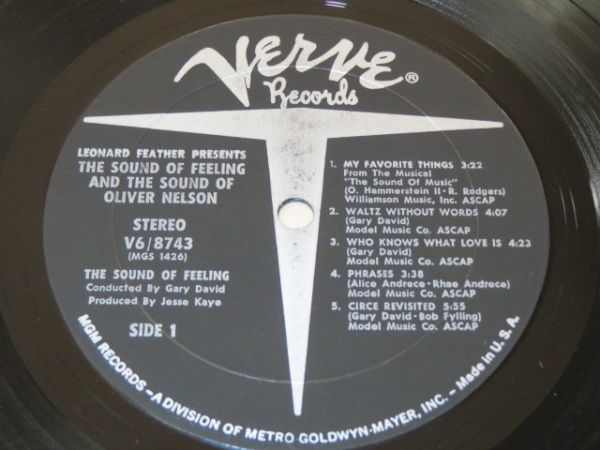 Verve®
Records
LEONARD FEATHER PRESENTS
THE SOUND OF FEELING
AND THE SOUND OF
OLIVER NELSON
STEREO
V6/8743
(MGS 1426)
THE SOUND OF FEELING
Conducted By Gary David
Produced By Jesse Kaye
SIDE 1
1. MY FAVORITE THINGS 3:22
From The Musical
"The Sound Of Music"
(O. Hammerstein II - R. Rodgers)
Williamson Music, Inc. ASCAP
2. WALTZ WITHOUT WORDS 4:07
(Gary David)
Model Music Co. ASCAP
3. WHO KNOWS WHAT LOVE IS 4:23
(Gary David)
Model Music Co. ASCAP
4. PHRASES 3:38
(Alice Andrece-Rhae Andrece)
Model Music Co. ASCAP
5. CIRCE REVISITED 5:55
(Gary David-Bob Fylling)
Model Music Co. ASCAP
MGM RECORDS—A DIVISION OF METRO-GOLDWYN-MAYER, INC. - Made in U. S. A.